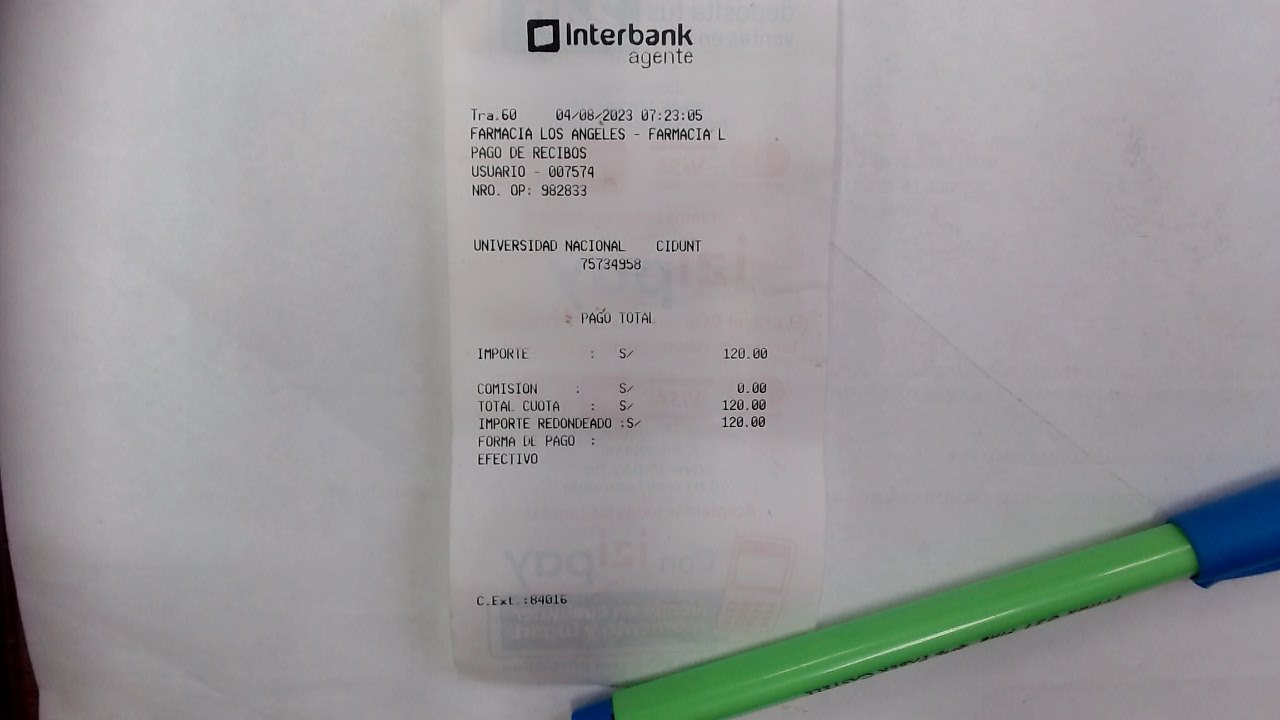 Interbank
agente
Tra.60 04/08/2023 07:23:05
FARMACIA LOS ANGELES - FARMACIA L
PAGO DE RECIBOS
USUARIO - 007574
NRO. OP: 982833
UNIVERSIDAD NACIONAL CIDUNT
75734958
: PAGO TOTAL
IMPORTE : S/ 120.00
COMISION : S/ 0.00
TOTAL CUOTA : S/ 120.00
IMPORTE REDONDEADO :S/ 120.00
FORMA DE PAGO :
EFECTIVO
C.Ext.:84016